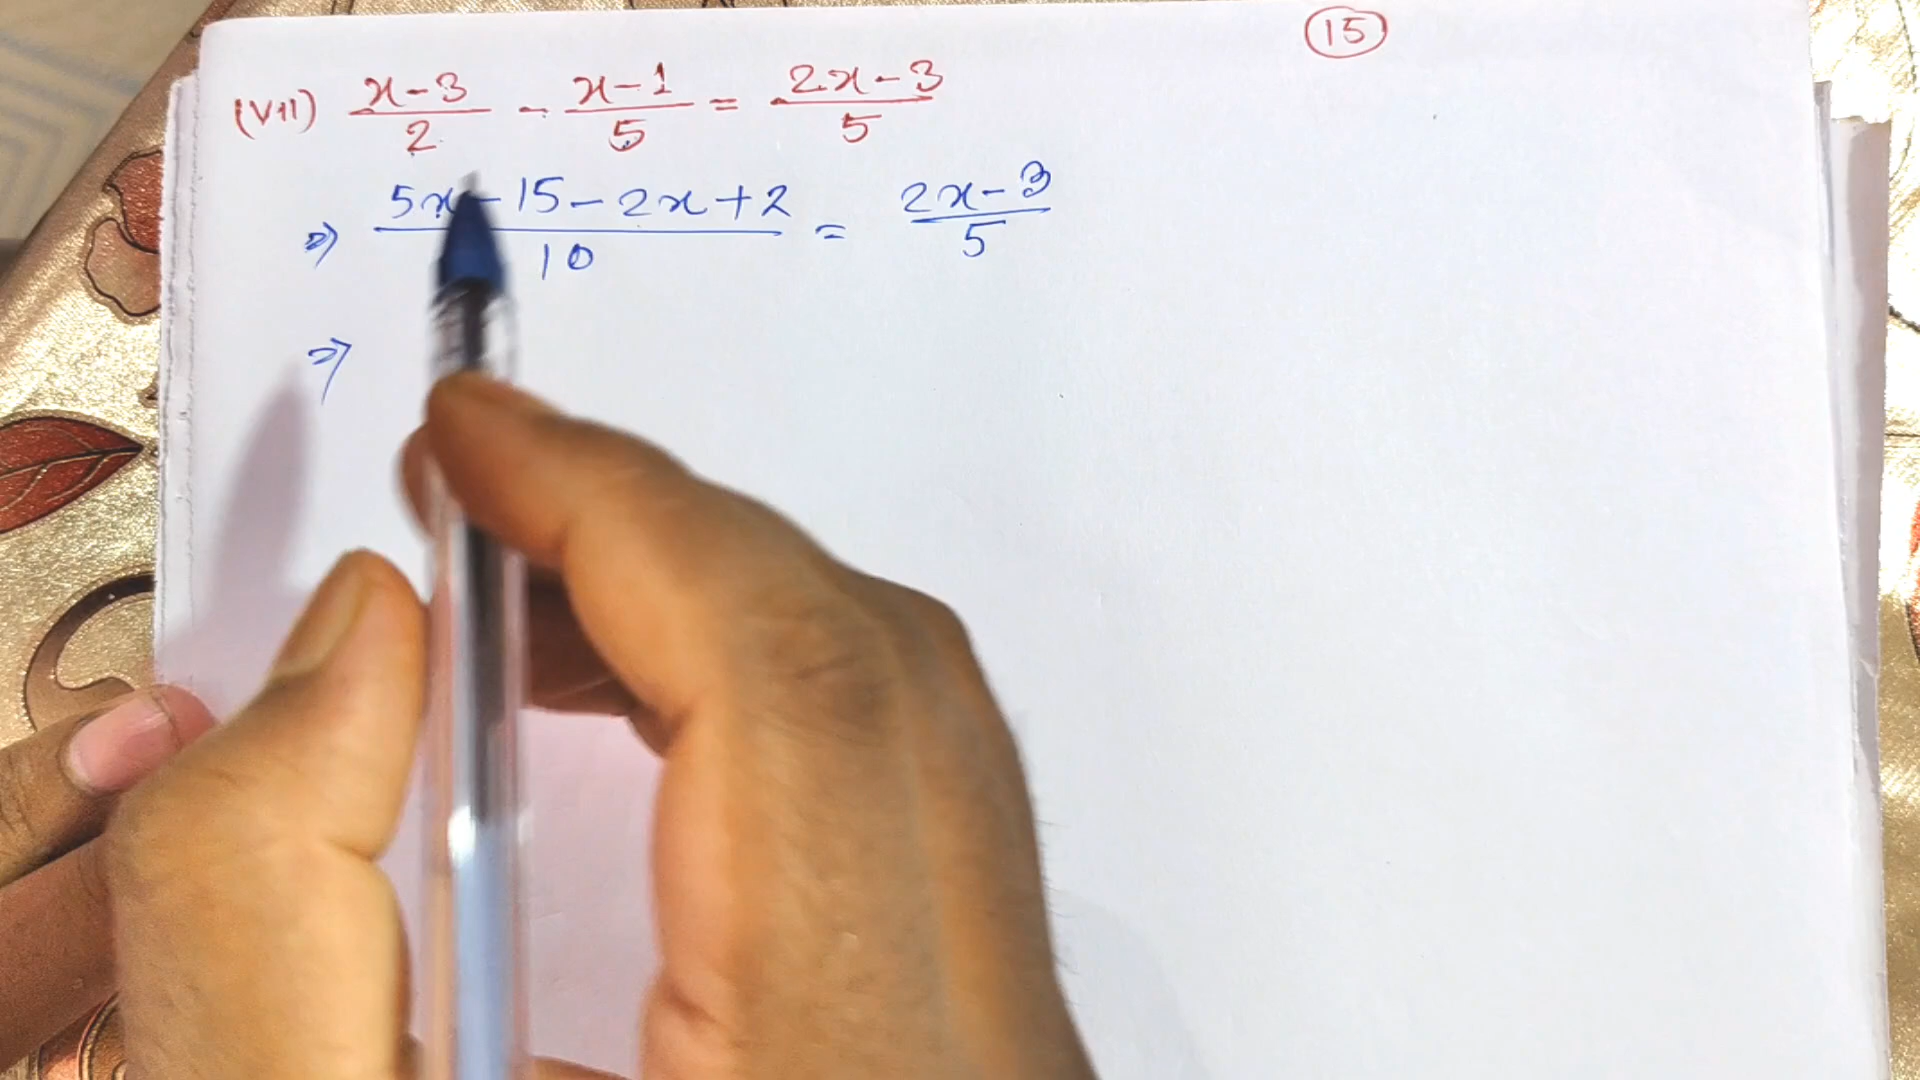 15
(vii) x-3/2 - x-1/5 = 2x-3/5
⇒ 5x-15-2x+2/10 = 2x-3/5
⇒